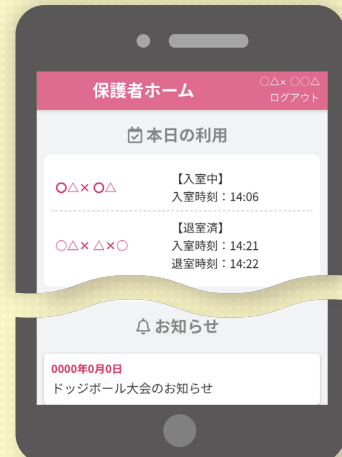 保護者ホーム
○△× ○○△
ログアウト
本日の利用
○△× ○△
【入室中】
入室時刻：14:06
○△× △×○
【退室済】
入室時刻：14:21
退室時刻：14:22
お知らせ
0000年0月0日
ドッジボール大会のお知らせ